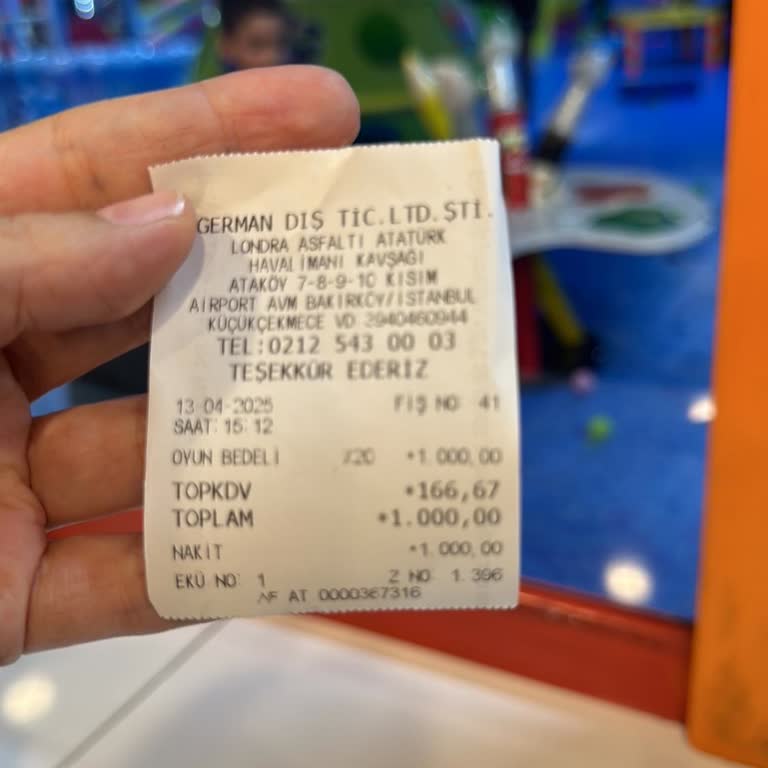 GERMAN DIŞ TİC.LTD.ŞTİ.
LONDRA ASFALTI ATATÜRK
HAVALİMANI KAVŞAĞI
ATAKÖY 7-8-9-10 KISIM
AİRPORT AVM BAKIRKÖY/İSTANBUL
KÜÇÜKÇEKMECE VD 3940460944
TEL:0212 543 00 03
TEŞEKKÜR EDERİZ
13-04-2025 FİŞ NO: 41
SAAT: 15:12
OYUN BEDELİ %20 *1.000,00
TOPKDV *166,67
TOPLAM *1.000,00
NAKİT *1.000,00
EKÜ NO: 1 Z NO: 1.396
AT 0000367316